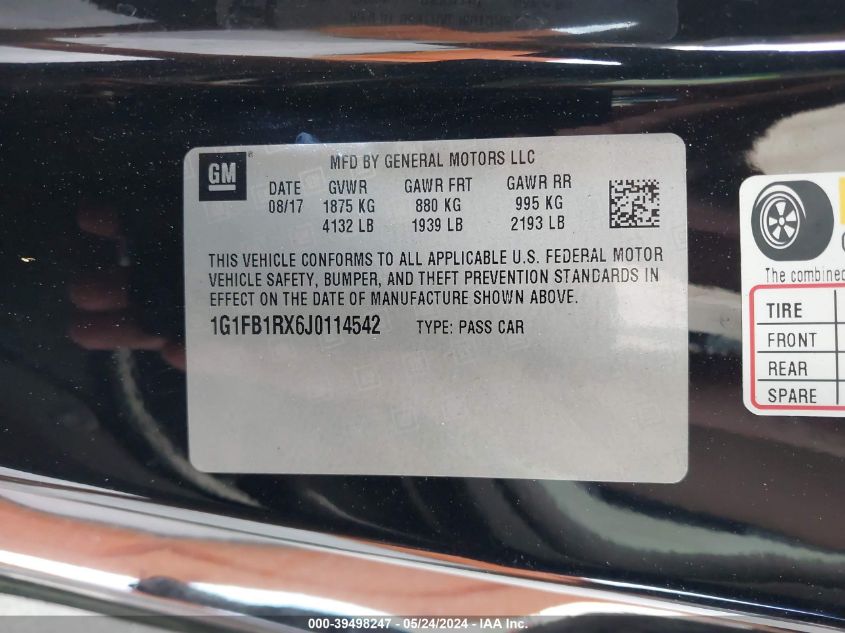 GM
MFD BY GENERAL MOTORS LLC
DATE GVWR GAWR FRT GAWR RR
08/17 1875 KG 880 KG 995 KG
4132 LB 1939 LB 2193 LB
THIS VEHICLE CONFORMS TO ALL APPLICABLE U.S. FEDERAL MOTOR
VEHICLE SAFETY, BUMPER, AND THEFT PREVENTION STANDARDS IN
EFFECT ON THE DATE OF MANUFACTURE SHOWN ABOVE.
1G1FB1RX6J0114542 TYPE: PASS CAR
The combined
TIRE
FRONT
REAR
SPARE
000-39498247 - 05/24/2024 - IAA Inc.